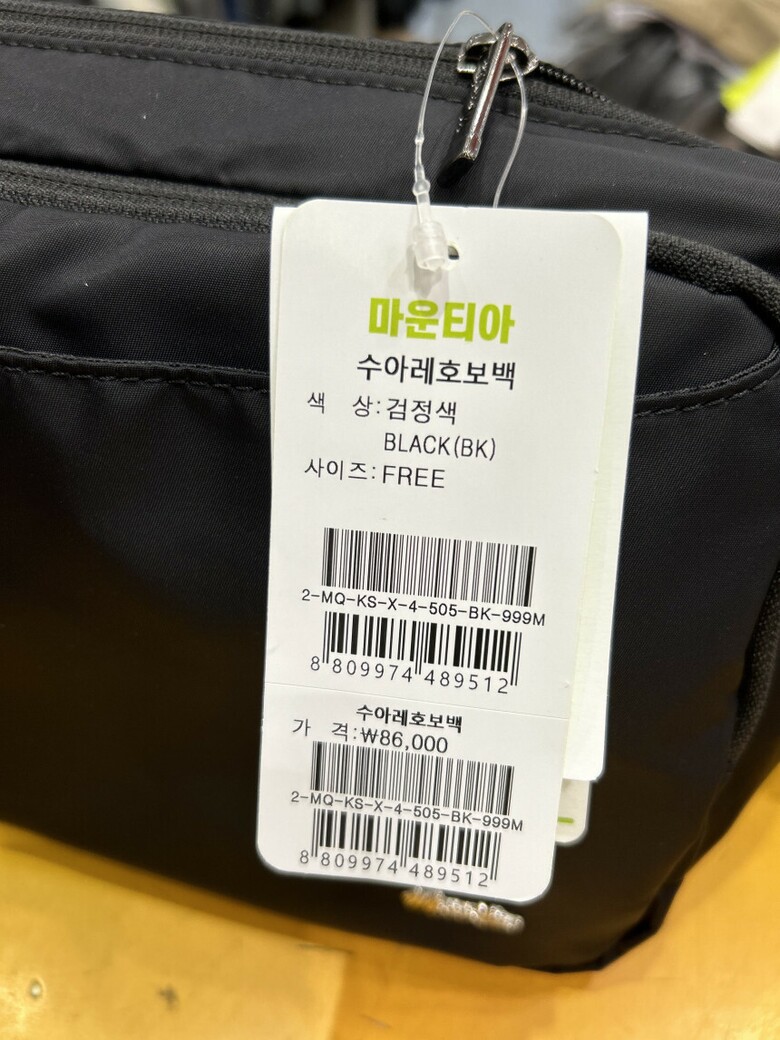 마운티아
수아레호보백
색 상:검정색
BLACK(BK)
사이즈:FREE
2-MQ-KS-X-4-505-BK-999M
8 809974 489512
수아레호보백
가 격:₩86,000
2-MQ-KS-X-4-505-BK-999M
8 809974 489512